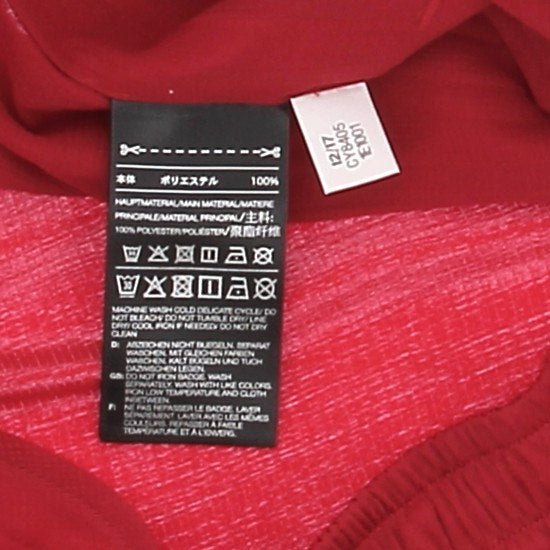 本体 ポリエステル 100%
HAUPTMATERIAL/MAIN MATERIAL/MATIERE
PRINCIPALE/MATERIAL PRINCIPAL/主料:
100% POLYESTER/POLIÉSTER/聚酯纤维
MACHINE WASH COLD DELICATE CYCLE/ DO
NOT BLEACH/ DO NOT TUMBLE DRY/ LINE
DRY/ COOL IRON IF NEEDED/ DO NOT DRY
CLEAN
D: ABZEICHEN NICHT BUEGELN. SEPARAT
WASCHEN. MIT GLEICHEN FARBEN
WASCHEN. KALT BÜGELN UND TUCH
DAZWISCHEN LEGEN.
GB: DO NOT IRON BADGE. WASH
SEPARATELY. WASH WITH LIKE COLORS.
IRON LOW TEMPERATURE AND CLOTH
INBETWEEN.
F: NE PAS REPASSER LE BADGE. LAVER
SÉPAREMENT. LAVER AVEC LES MÊMES
COULEURS. REPASSER À FAIBLE
TEMPÉRATURE ET À L'ENVERS.
12/17
CY8405
1E1001